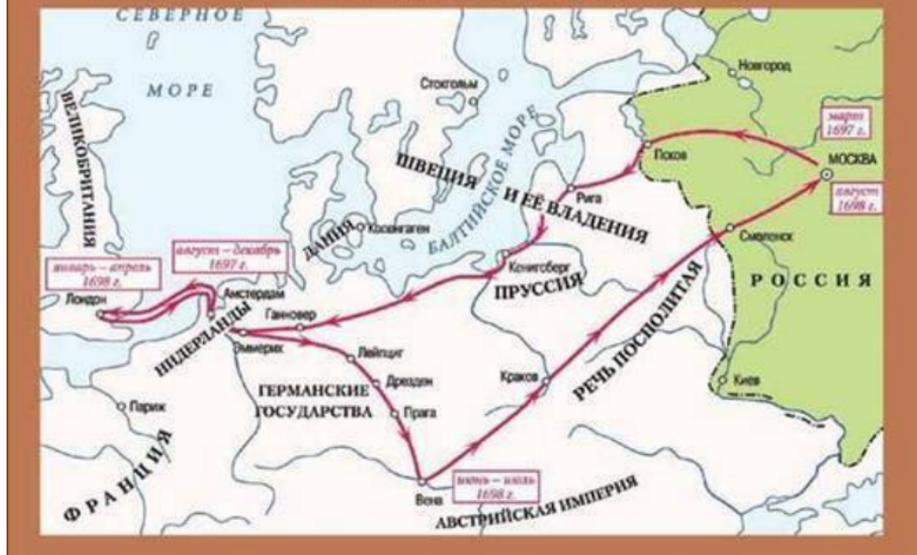 СЕВЕРНОЕ
МОРЕ
ВЕЛИКОБРИТАНИЯ
Стокгольм
Новгород
март
1697 г.
МОСКВА
август
1698 г.
Псков
Рига
ШВЕЦИЯ
И ЕЁ ВЛАДЕНИЯ
БАЛТИЙСКОЕ МОРЕ
ДАНИЯ
Копенгаген
Смоленск
РОССИЯ
август – декабрь
1697 г.
январь – апрель
1698 г.
Лондон
Амстердам
Кенигсберг
ПРУССИЯ
Ганновер
НИДЕРЛАНДЫ
Эммерих
Лейпциг
РЕЧЬ ПОСПОЛИТАЯ
ГЕРМАНСКИЕ
ГОСУДАРСТВА
Дрезден
Краков
Киев
Прага
Париж
ФРАНЦИЯ
Вена
июнь – июль
1698 г.
АВСТРИЙСКАЯ ИМПЕРИЯ